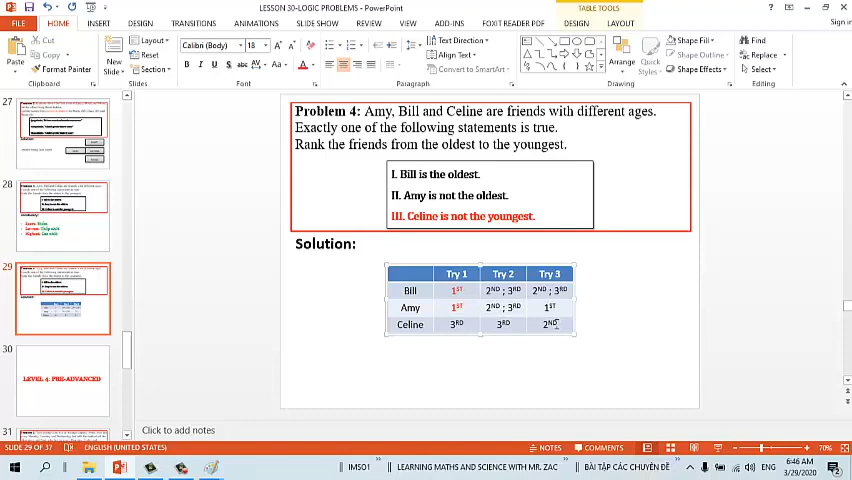 LESSON 30-LOGIC PROBLEMS - PowerPoint
TABLE TOOLS
Sign in
FILE HOME INSERT DESIGN TRANSITIONS ANIMATIONS SLIDE SHOW REVIEW VIEW ADD-INS FOXIT READER PDF DESIGN LAYOUT
Paste
Cut
Copy
Format Painter
Clipboard
New Slide
Layout
Reset
Section
Slides
Calibri (Body) 18
Font
Text Direction
Align Text
Convert to SmartArt
Paragraph
Arrange
Quick Styles
Shape Fill
Shape Outline
Shape Effects
Drawing
Find
Replace
Select
Editing
27
28
29
30
LEVEL 4: PRE-ADVANCED
31
Problem 4: Amy, Bill and Celine are friends with different ages.
Exactly one of the following statements is true.
Rank the friends from the oldest to the youngest.
I. Bill is the oldest.
II. Amy is not the oldest.
III. Celine is not the youngest.
Solution:
Try 1 Try 2 Try 3
Bill 1ST 2ND ; 3RD 2ND ; 3RD
Amy 1ST 2ND ; 3RD 1ST
Celine 3RD 3RD 2ND
Click to add notes
SLIDE 29 OF 37 ENGLISH (UNITED STATES) NOTES COMMENTS 70%
IMSO1 LEARNING MATHS AND SCIENCE WITH MR. ZAC BÀI TẬP CÁC CHUYÊN ĐỀ ENG 6:46 AM
3/29/2020